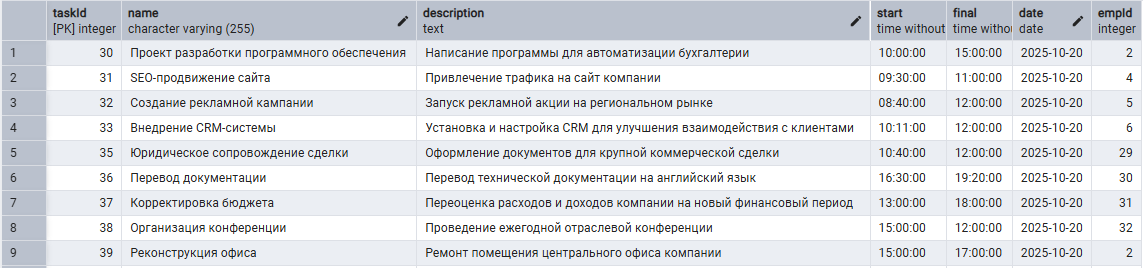 taskId name description start final date empId
[PK] integer character varying (255) text time without time withou date integer
1 30 Проект разработки программного обеспечения Написание программы для автоматизации бухгалтерии 10:00:00 15:00:00 2025-10-20 2
2 31 SEO-продвижение сайта Привлечение трафика на сайт компании 09:30:00 11:00:00 2025-10-20 4
3 32 Создание рекламной кампании Запуск рекламной акции на региональном рынке 08:40:00 12:00:00 2025-10-20 5
4 33 Внедрение CRM-системы Установка и настройка CRM для улучшения взаимодействия с клиентами 10:11:00 12:00:00 2025-10-20 6
5 35 Юридическое сопровождение сделки Оформление документов для крупной коммерческой сделки 10:40:00 12:00:00 2025-10-20 29
6 36 Перевод документации Перевод технической документации на английский язык 16:30:00 19:20:00 2025-10-20 30
7 37 Корректировка бюджета Переоценка расходов и доходов компании на новый финансовый период 13:00:00 18:00:00 2025-10-20 31
8 38 Организация конференции Проведение ежегодной отраслевой конференции 15:00:00 12:00:00 2025-10-20 32
9 39 Реконструкция офиса Ремонт помещения центрального офиса компании 15:00:00 17:00:00 2025-10-20 2